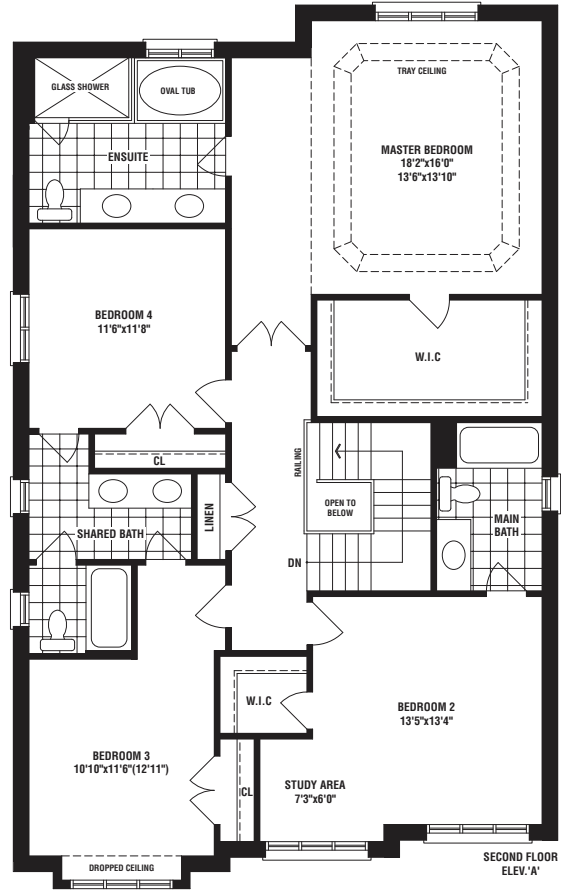 GLASS SHOWER
OVAL TUB
TRAY CEILING
ENSUITE
MASTER BEDROOM
18'2"x16'0"
13'6"x13'10"
BEDROOM 4
11'6"x11'8"
W.I.C
CL
RAILING
LINEN
OPEN TO
BELOW
SHARED BATH
MAIN
BATH
DN
W.I.C
BEDROOM 2
13'5"x13'4"
BEDROOM 3
10'10"x11'6"(12'11")
CL
STUDY AREA
7'3"x6'0"
DROPPED CEILING
SECOND FLOOR
ELEV.'A'